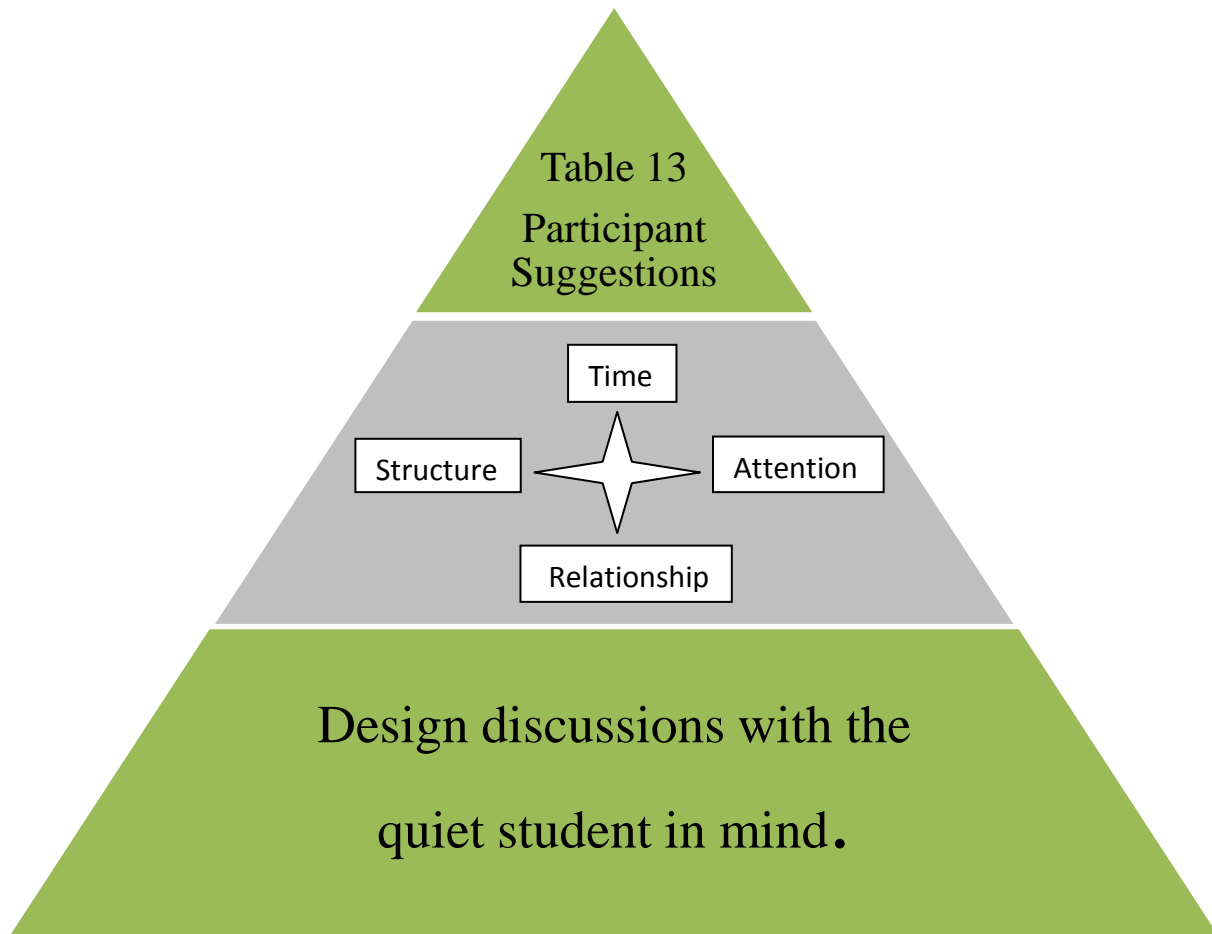 Table 13
Participant
Suggestions
Time
Structure
Attention
Relationship
Design discussions with the
quiet student in mind.